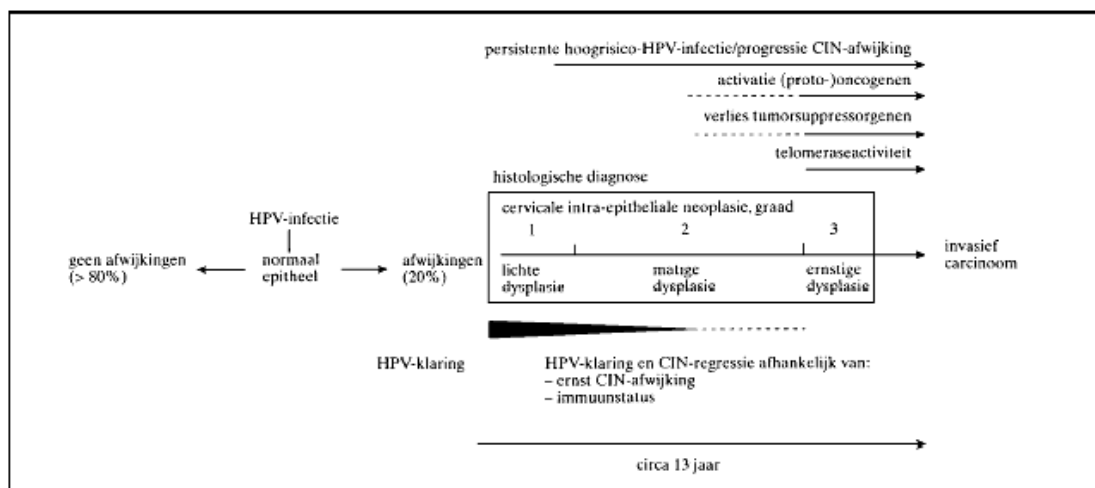 persistente hoogrisico-HPV-infectie/progressie CIN-afwijking
activatie (proto-)oncogenen
verlies tumorsuppressorgenen
telomeraseactiviteit
histologische diagnose
cervicale intra-epitheliale neoplasie, graad
1 2 3
HPV-infectie
geen afwijkingen
(> 80%)
normaal
epitheel
afwijkingen
(20%)
lichte
dysplasie
matige
dysplasie
ernstige
dysplasie
invasief
carcinoom
HPV-klaring
HPV-klaring en CIN-regressie afhankelijk van:
– ernst CIN-afwijking
– immuunstatus
circa 13 jaar